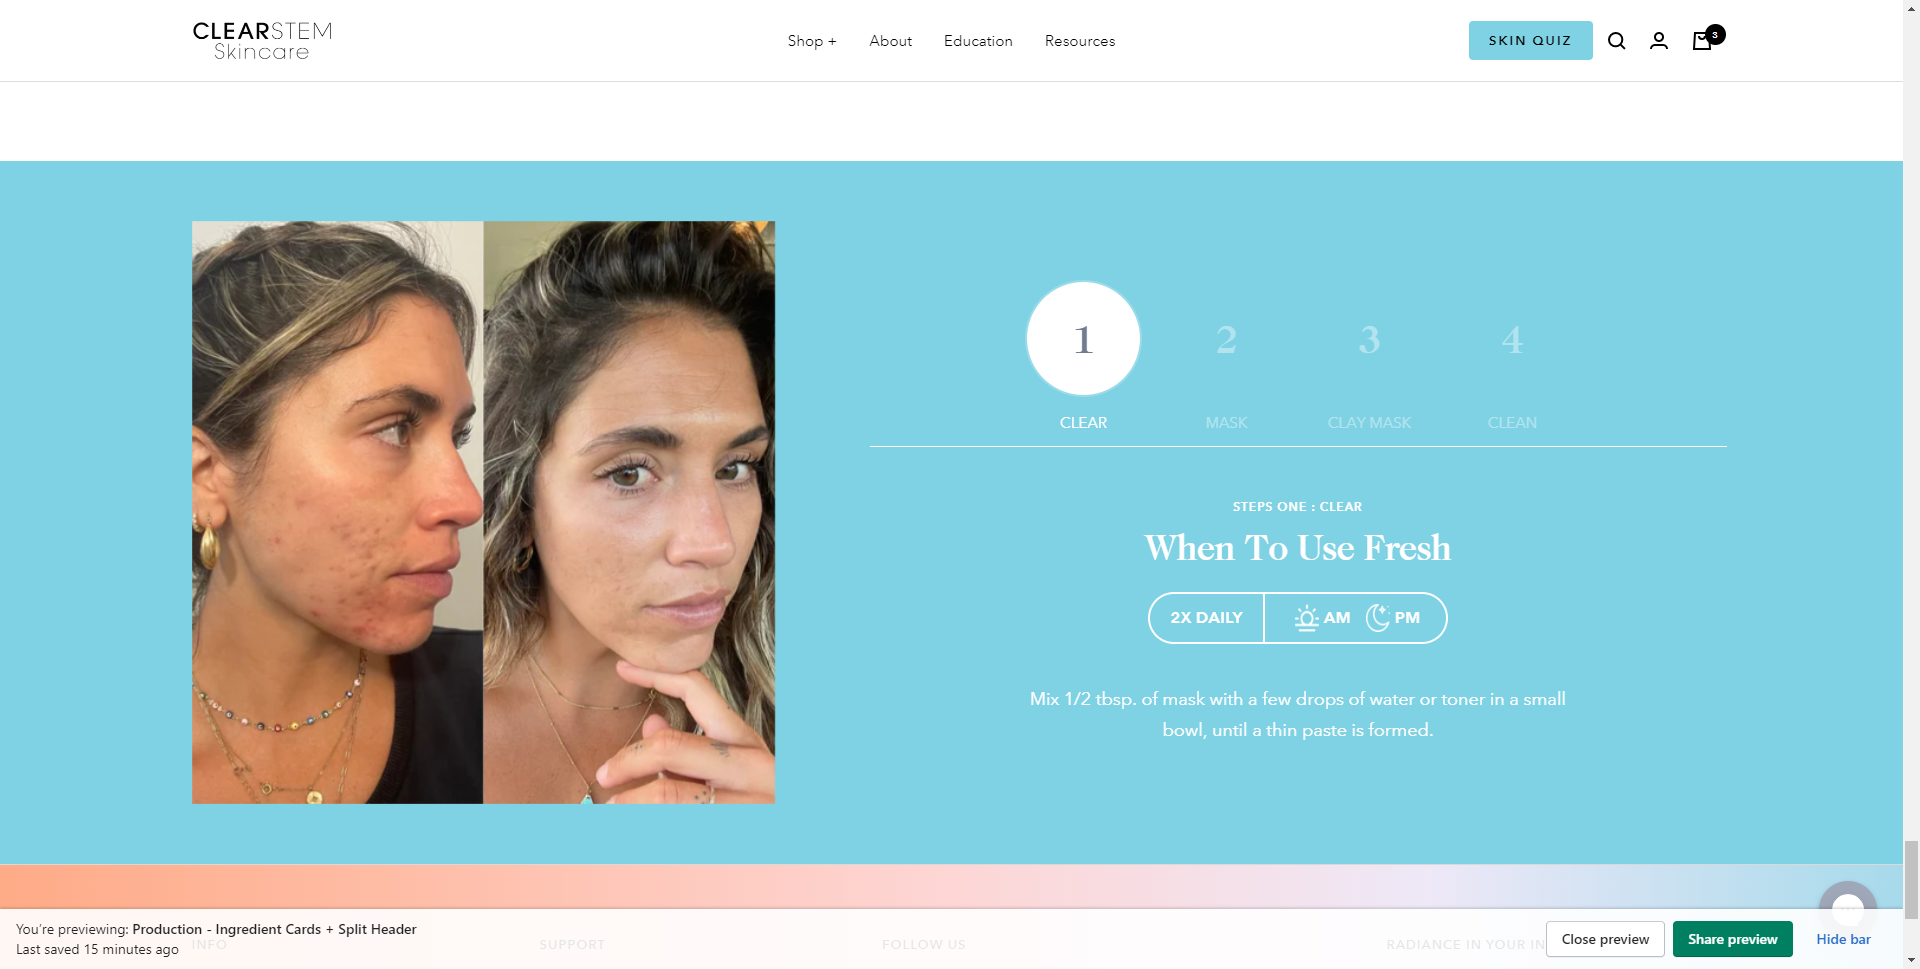 CLEARSTEM
Skincare
Shop +
About
Education
Resources
SKIN QUIZ
3
1
2
3
4
CLEAR
MASK
CLAY MASK
CLEAN
STEPS ONE : CLEAR
When To Use Fresh
2X DAILY
AM
PM
Mix 1/2 tbsp. of mask with a few drops of water or toner in a small
bowl, until a thin paste is formed.
You're previewing: Production - Ingredient Cards + Split Header
Last saved 15 minutes ago
INFO
SUPPORT
FOLLOW US
RADIANCE IN YOUR IN
Close preview
Share preview
Hide bar